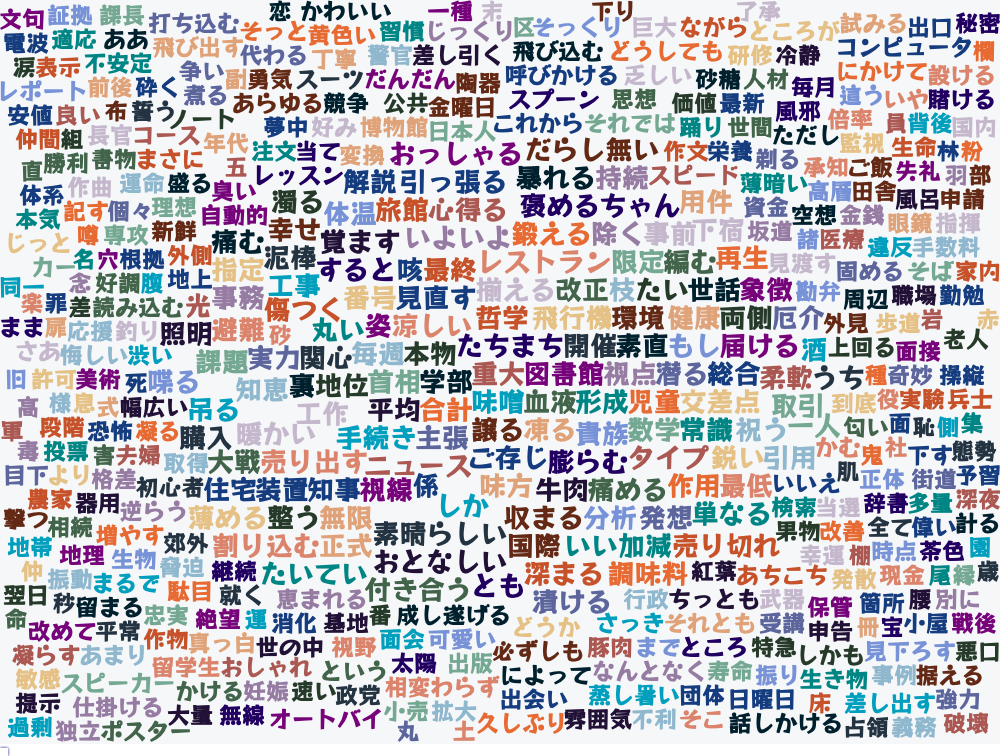 文句 証拠 課長 打ち込む 恋 かわいい 一種 末 下り 了承
そっと 黄色い 習慣 じっくり 区 そっくり 巨大 ながら ところが 試みる 出口 秘密
電波 適応 ああ 飛び出す 代わる 丁寧 警官 差し引く 飛び込む どうしても 研修 冷静 コンピュータ 欄
涙 表示 不安定 争い 副 勇気 スーツ だんだん 陶器 呼びかける 乏しい 砂糖 人材 毎月 にかけて 設ける
レポート 前後 砕く 煮る あらゆる 競争 公共 金曜日 スプーン 思想 価値 最新 風邪 違う いや 賭ける
安値 良い 布 誓う ノート 夢中 好み 博物館 日本人 これから それでは 踊り 世間 ただし 倍率 員 背後 国内
仲間 組 長官 コース 年代 注文 当て 変換 おっしゃる だらし無い 作文 栄養 剃る 監視 生命 林 粉
直 勝利 書物 まさに 五 レッスン 解説 引っ張る 暴れる 持続 スピード 薄暗い 承知 ご飯 失礼 羽 部
体系 作曲 運命 盛る 臭い 濁る 体温 旅館 心得る 褒める ちゃん 用件 資金 高層 田舎 風呂 申請
本気 記す 個々 理想 自動的 幸せ 空想 金銭 眼鏡 指揮
じっと 噂 専攻 新鮮 痛む 覚ます いよいよ 鍛える 除く 事前 下宿 坂道 諸 医療 違反 手数料
カー 名 穴 根拠 外側 指定 泥棒 すると 咳 最終 レストラン 限定 編む 再生 見渡す 固める そば 家内
同一 念 好調 腹 地上 事務 工事 番号 見直す 揃える 改正 枝 たい 世話 象徴 勘弁 周辺 職場 勤勉
楽 罪 差 読み込む 光 傷つく
まま 扉 応援 釣り 照明 避難 砂 丸い 姿 涼しい 哲学 飛行機 環境 健康 両側 厄介 外見 歩道 岩 赤
さあ 悔しい 渋い 課題 実力 関心 毎週 本物 たちまち 開催 素直 もし 届ける 酒 上回る 面接 老人
旧 許可 美術 死 喋る 知恵 裏 地位 首相 学部 重大 図書館 視点 潜る 総合 柔軟 うち 種 奇妙 操縦
高 様 息 式 幅広い 吊る 工作 平均 合計 味噌 血液 形成 児童 交差点 取引 到底 役 実験 兵士
軍 段階 恐怖 凝る 購入 暖かい 手続き 主張 譲る 凍る 貴族 数学 常識 祝う 一人 匂い 面 恥 側 集
毒 投票 害 夫婦 取得 大戦 売り出す ニュース ご存じ 膨らむ タイプ 鋭い 引用 かむ 鬼 社 下す 態勢
目下 より 格差 初心者 住宅 装置 知事 視線 係 味方 牛肉 痛める 作用 最低 いいえ 肌 正体 街道 予習
農家 器用 逆らう 薄める 整う 無限 しか 収まる 分析 発想 単なる 検索 当選 辞書 多量 深夜
撃つ 相続 増やす 郊外 割り込む 正式 素晴らしい 国際 いい加減 売り切れ 果物 改善 全て 偉い 計る
地帯 地理 生物 脅迫 継続 たいてい おとなしい 深まる 調味料 紅葉 あちこち 幸運 棚 時点 茶色 園
仲 振動 まるで 駄目 就く 恵まれる 付き合う とも 漬ける 行政 ちっとも 武器 発散 現金 尾 縁 歳
翌日 秒 留まる 忠実 絶望 運 消化 基地 番 成し遂げる どうか さっき それとも 受講 保管 箇所 腰 別に
命 改めて 平常 作物 真っ白 世の中 視野 面会 可愛い 必ずしも 豚肉 まで ところ 特急 申告 冊 宝 小屋 戦後
凝らす あまり 留学生 おしゃれ という 太陽 出版 によって なんとなく 寿命 振り しかも 見下ろす 悪口
敏感 スピーカー かける 妊娠 速い 政党 相変わらず 出会い 蒸し暑い 団体 日曜日 生き物 事例 据える
提示 仕掛ける 大量 無線 オートバイ 小売 拡大 久しぶり 雰囲気 不利 そこ 話しかける 床 差し出す 強力
過剰 独立 ポスター 丸 土 占領 義務 破壊